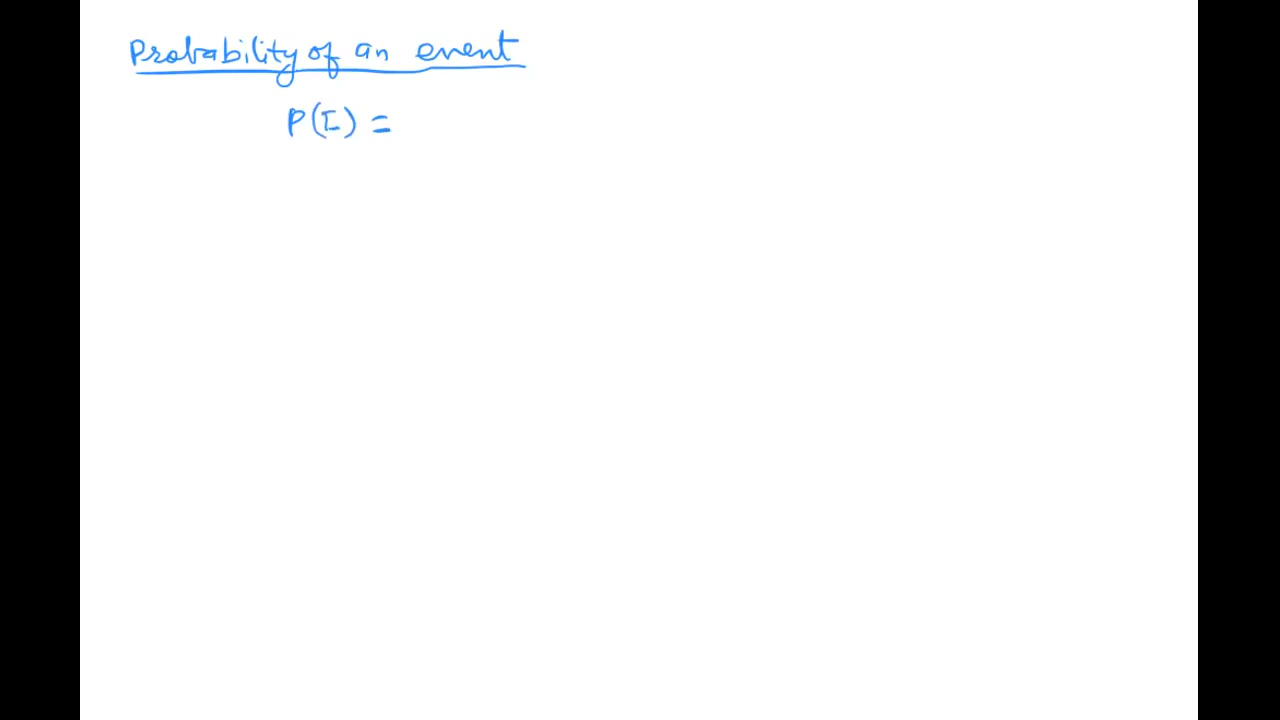 Probability of an event
P(E) =